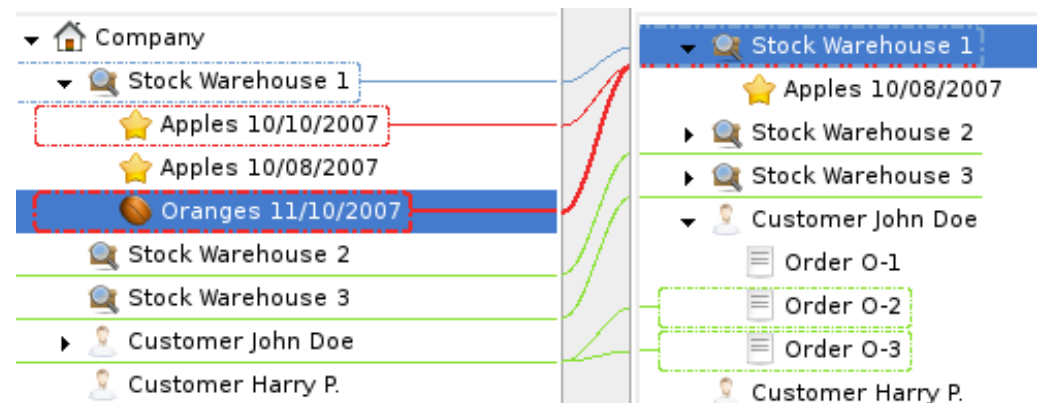 Company
Stock Warehouse 1
Apples 10/10/2007
Apples 10/08/2007
Oranges 11/10/2007
Stock Warehouse 2
Stock Warehouse 3
Customer John Doe
Customer Harry P.
Stock Warehouse 1
Apples 10/08/2007
Stock Warehouse 2
Stock Warehouse 3
Customer John Doe
Order O-1
Order O-2
Order O-3
Customer Harry P.